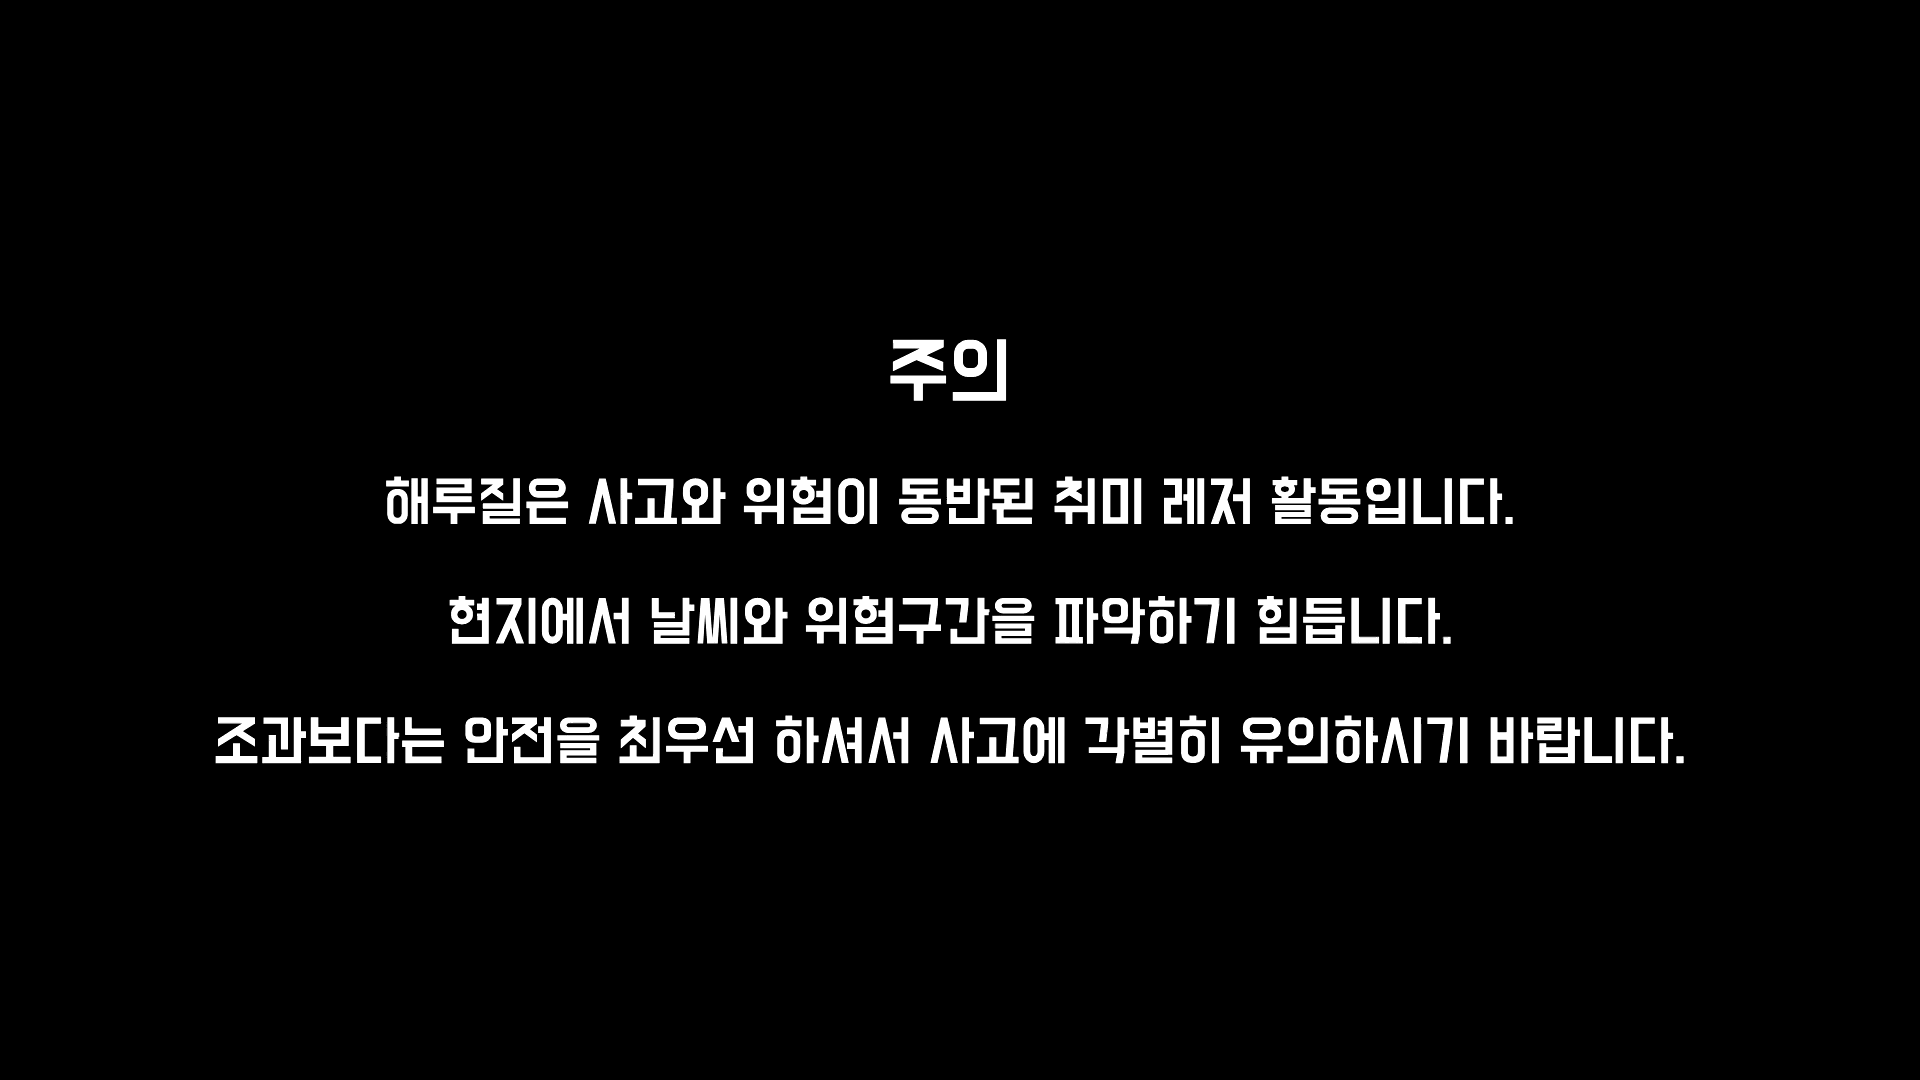 주의
해루질은 사고와 위험이 동반된 취미 레저 활동입니다.
현지에서 날씨와 위험구간을 파악하기 힘듭니다.
조과보다는 안전을 최우선 하셔서 사고에 각별히 유의하시기 바랍니다.